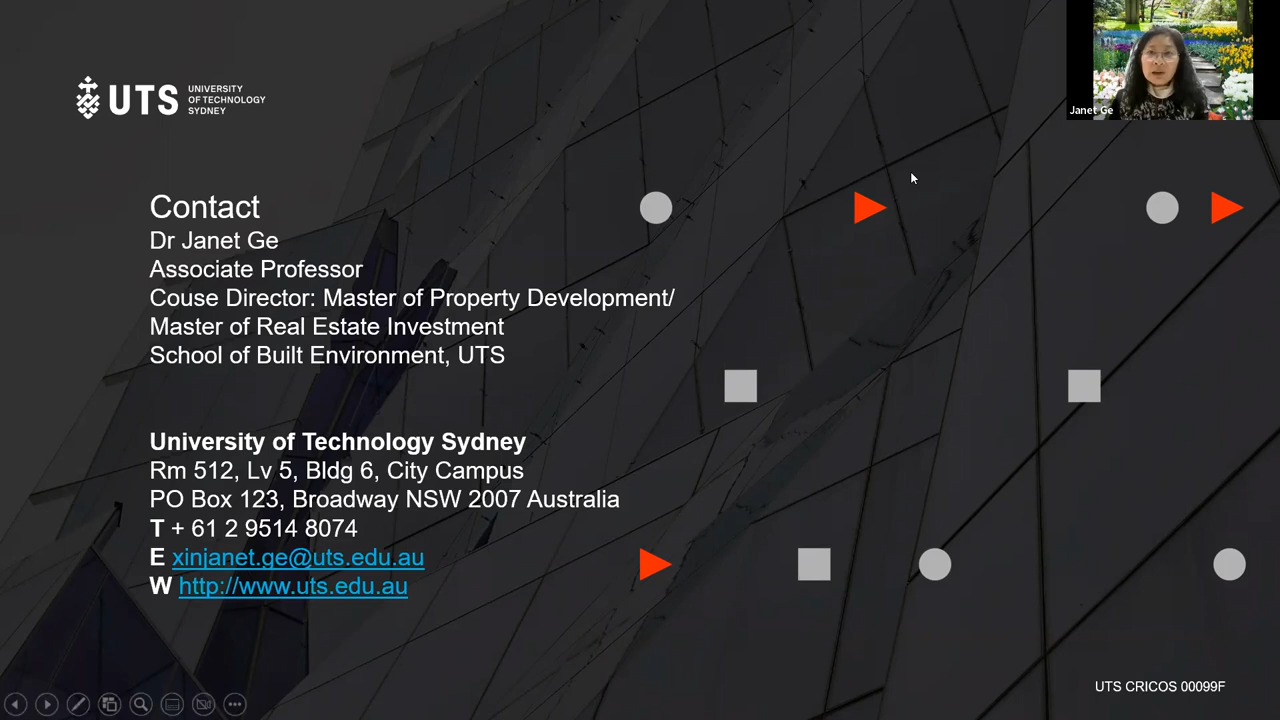 UTS
UNIVERSITY
OF TECHNOLOGY
SYDNEY
Janet Ge
Contact
Dr Janet Ge
Associate Professor
Couse Director: Master of Property Development/
Master of Real Estate Investment
School of Built Environment, UTS
University of Technology Sydney
Rm 512, Lv 5, Bldg 6, City Campus
PO Box 123, Broadway NSW 2007 Australia
T + 61 2 9514 8074
E xinjanet.ge@uts.edu.au
W http://www.uts.edu.au
UTS CRICOS 00099F